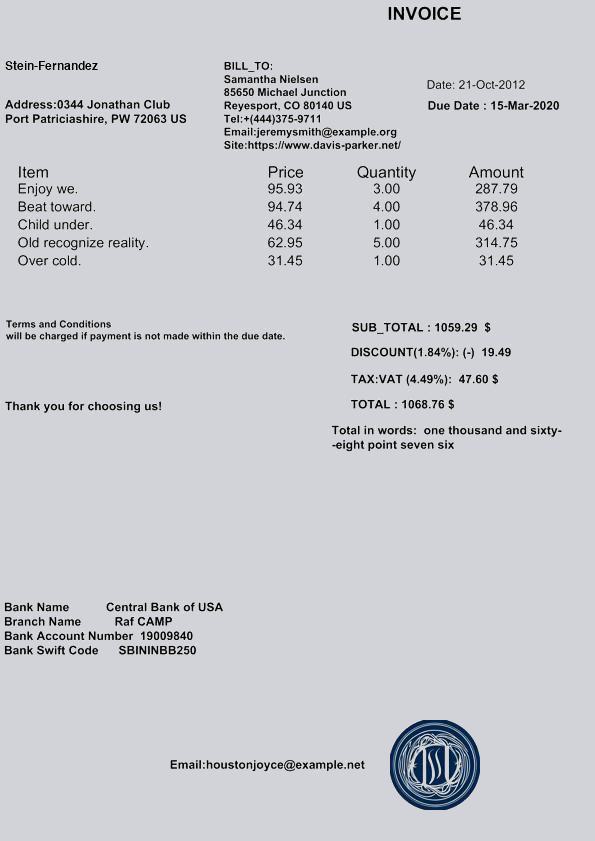 INVOICE
Stein-Fernandez
Address:0344 Jonathan Club
Port Patriciashire, PW 72063 US
BILL_TO:
Samantha Nielsen
85650 Michael Junction
Reyesport, CO 80140 US
Tel:+(444)375-9711
Email:jeremysmith@example.org
Site:https://www.davis-parker.net/
Date: 21-Oct-2012
Due Date : 15-Mar-2020
Item Price Quantity Amount
Enjoy we. 95.93 3.00 287.79
Beat toward. 94.74 4.00 378.96
Child under. 46.34 1.00 46.34
Old recognize reality. 62.95 5.00 314.75
Over cold. 31.45 1.00 31.45
Terms and Conditions
will be charged if payment is not made within the due date.
SUB_TOTAL : 1059.29 $
DISCOUNT(1.84%): (-) 19.49
TAX:VAT (4.49%): 47.60 $
TOTAL : 1068.76 $
Thank you for choosing us!
Total in words: one thousand and sixty-
-eight point seven six
Bank Name Central Bank of USA
Branch Name Raf CAMP
Bank Account Number 19009840
Bank Swift Code SBININBB250
Email:houstonjoyce@example.net